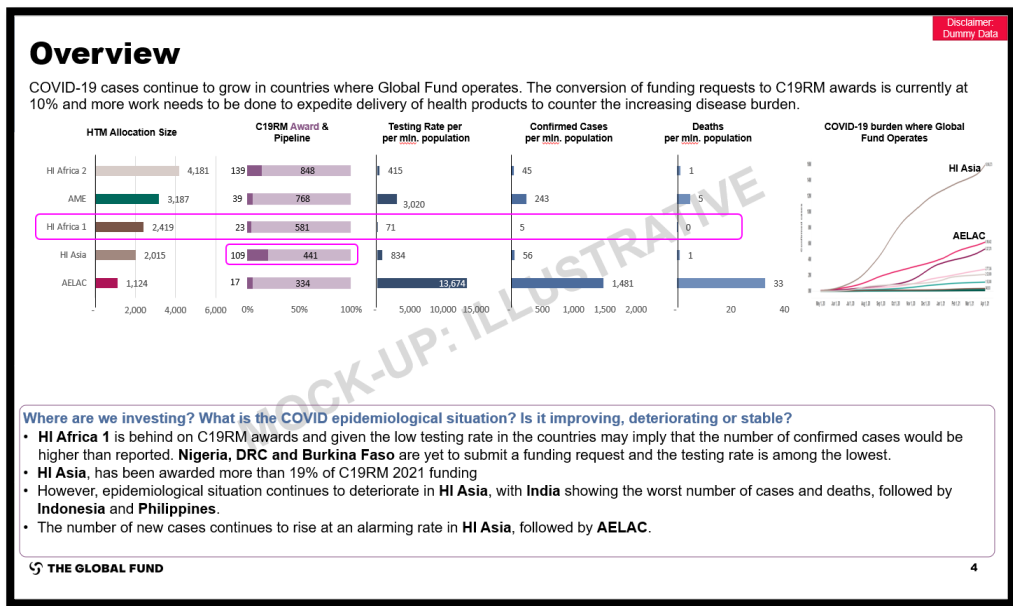 Disclaimer:
Dummy Data
Overview
COVID-19 cases continue to grow in countries where Global Fund operates. The conversion of funding requests to C19RM awards is currently at
10% and more work needs to be done to expedite delivery of health products to counter the increasing disease burden.
HTM Allocation Size
C19RM Award &
Pipeline
Testing Rate per
per mln. population
Confirmed Cases
per mln. population
Deaths
per mln. population
COVID-19 burden where Global
Fund Operates
HI Africa 2 4,181 139 848 415 45 1
AME 3,187 39 768 3,020 243 5
HI Africa 1 2,419 23 581 71 5 0
HI Asia 2,015 109 441 834 56 1
AELAC 1,124 17 334 13,674 1,481 33
- 2,000 4,000 6,000 0% 50% 100% - 5,000 10,000 15,000 - 500 1,000 1,500 2,000 - 20 40
HI Asia
AELAC
MOCK-UP: ILLUSTRATIVE
Where are we investing? What is the COVID epidemiological situation? Is it improving, deteriorating or stable?
• HI Africa 1 is behind on C19RM awards and given the low testing rate in the countries may imply that the number of confirmed cases would be
higher than reported. Nigeria, DRC and Burkina Faso are yet to submit a funding request and the testing rate is among the lowest.
• HI Asia, has been awarded more than 19% of C19RM 2021 funding
• However, epidemiological situation continues to deteriorate in HI Asia, with India showing the worst number of cases and deaths, followed by
Indonesia and Philippines.
• The number of new cases continues to rise at an alarming rate in HI Asia, followed by AELAC.
THE GLOBAL FUND
4